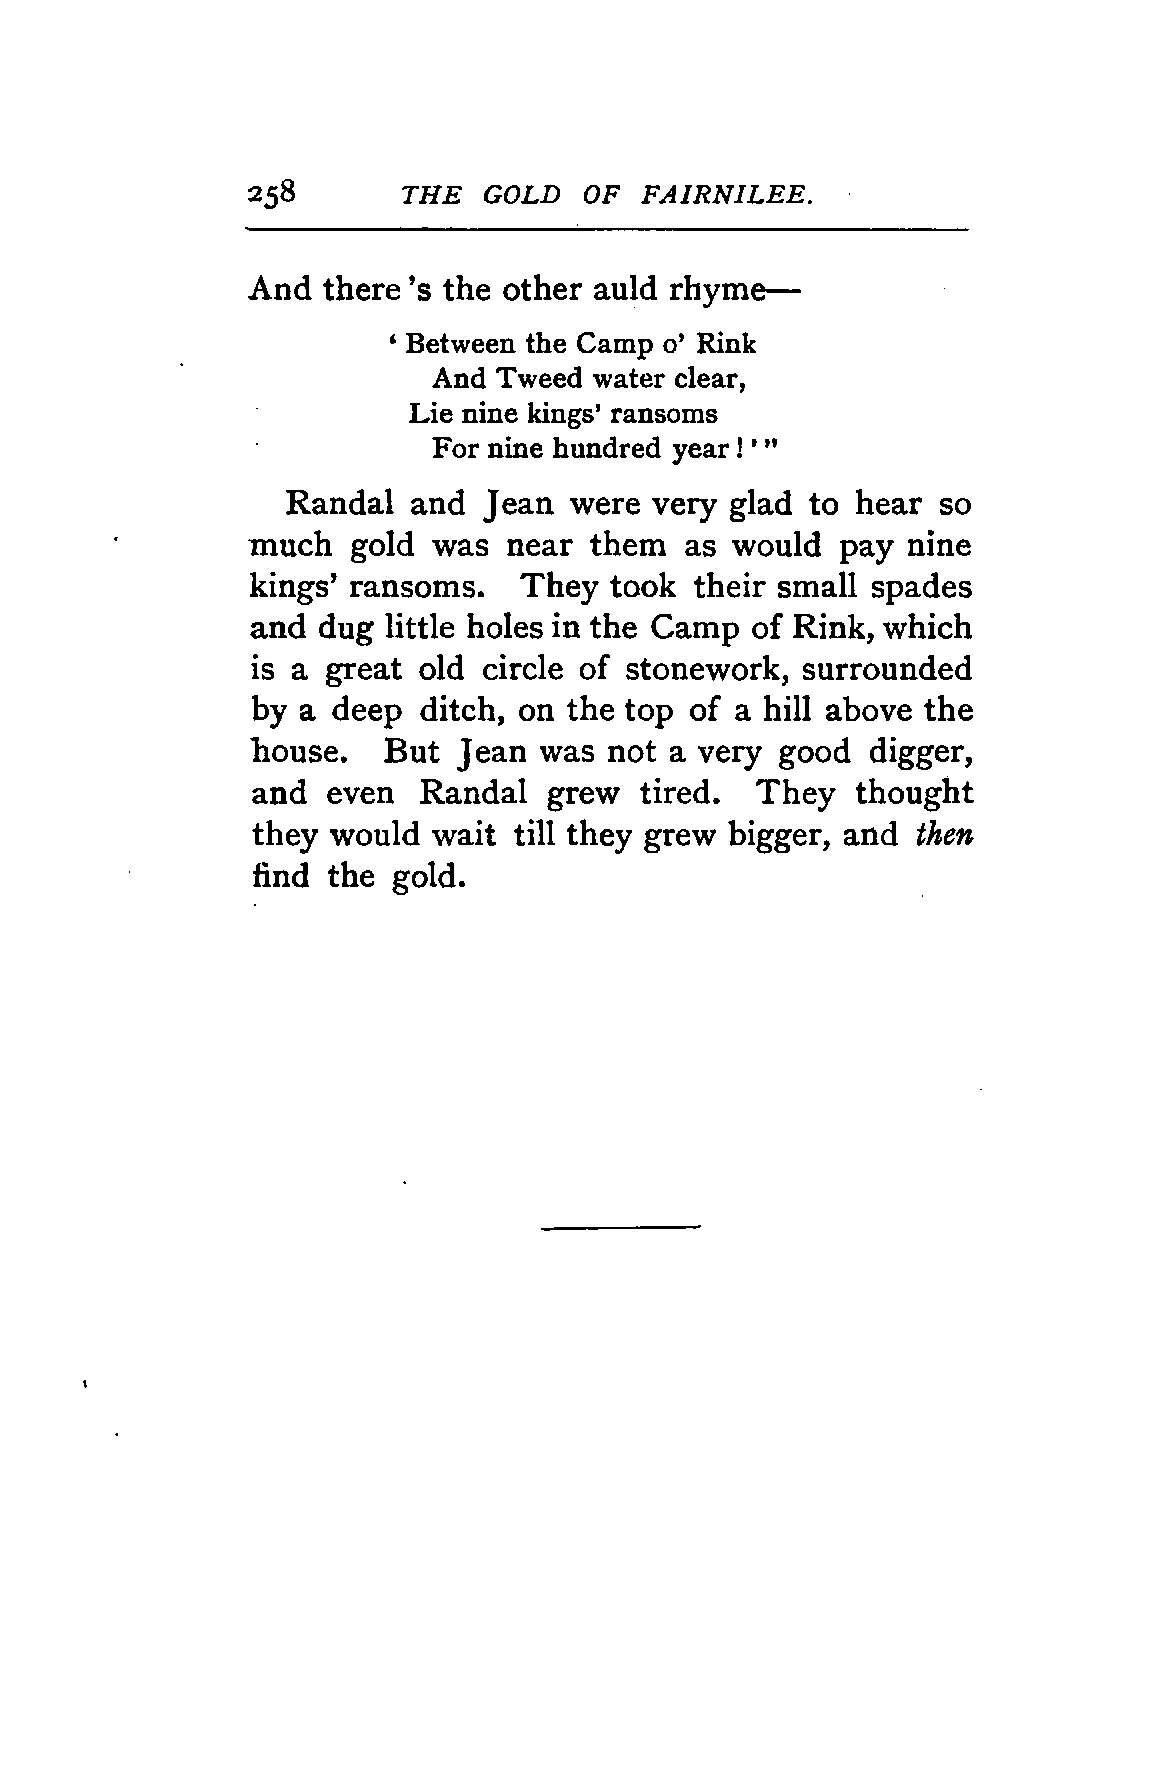 258 THE GOLD OF FAIRNILEE.
And there 's the other auld rhyme—
‘ Between the Camp o’ Rink
And Tweed water clear,
Lie nine kings’ ransoms
For nine hundred year ! ’ ”
Randal and Jean were very glad to hear so
much gold was near them as would pay nine
kings’ ransoms. They took their small spades
and dug little holes in the Camp of Rink, which
is a great old circle of stonework, surrounded
by a deep ditch, on the top of a hill above the
house. But Jean was not a very good digger,
and even Randal grew tired. They thought
they would wait till they grew bigger, and then
find the gold.